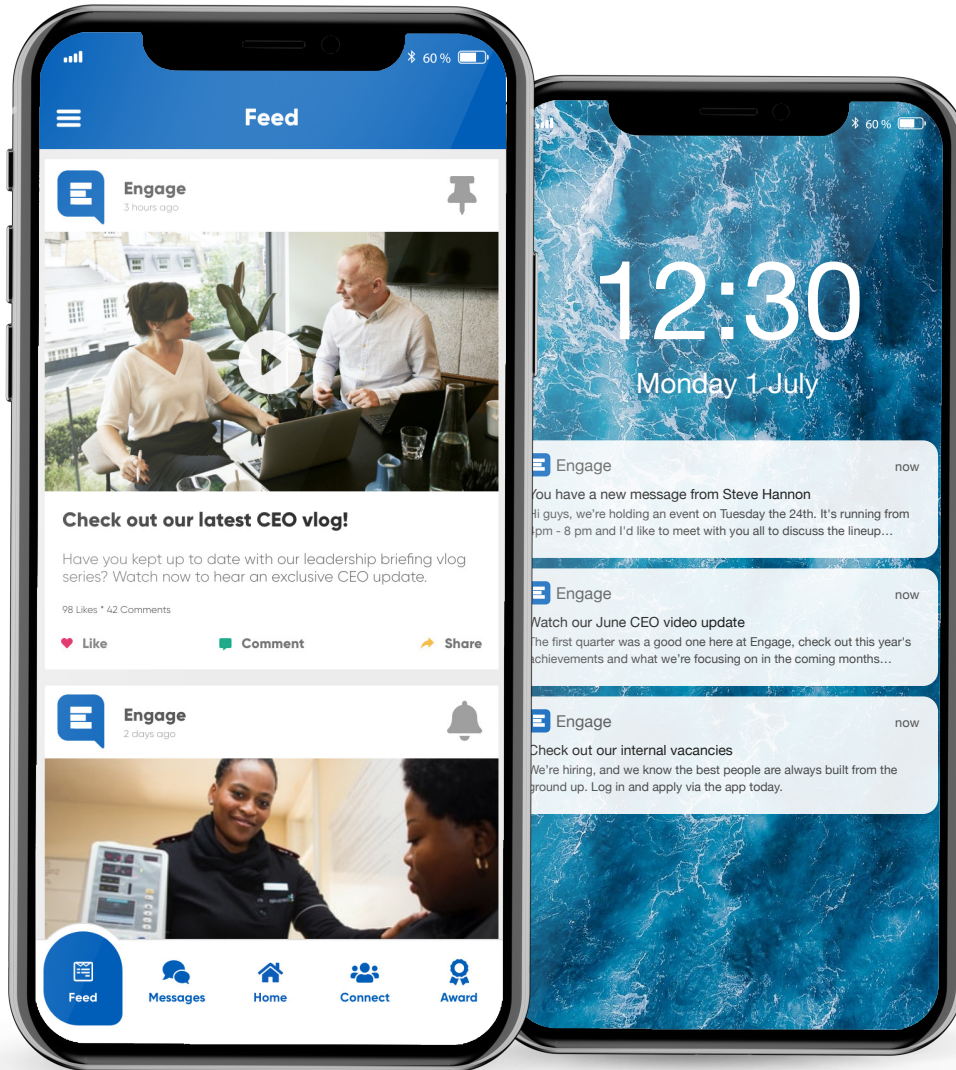 60 %
Feed
Engage
3 hours ago
Check out our latest CEO vlog!
Have you kept up to date with our leadership briefing vlog
series? Watch now to hear an exclusive CEO update.
98 Likes * 42 Comments
Like Comment Share
Engage
2 days ago
Feed Messages Home Connect Award
60 %
12:30
Monday 1 July
Engage now
You have a new message from Steve Hannon
Hi guys, we're holding an event on Tuesday the 24th. It's running from
4pm - 8 pm and I'd like to meet with you all to discuss the lineup...
Engage now
Watch our June CEO video update
The first quarter was a good one here at Engage, check out this year's
achievements and what we're focusing on in the coming months...
Engage now
Check out our internal vacancies
We're hiring, and we know the best people are always built from the
ground up. Log in and apply via the app today.